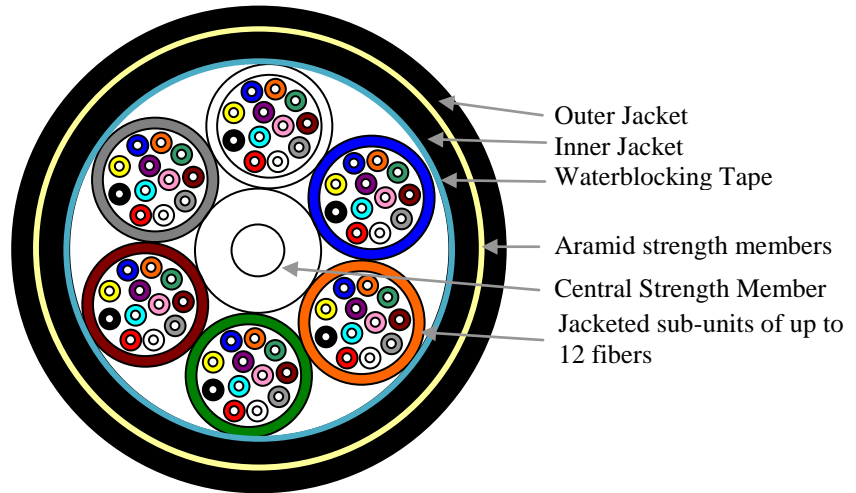 Outer Jacket
Inner Jacket
Waterblocking Tape
Aramid strength members
Central Strength Member
Jacketed sub-units of up to
12 fibers